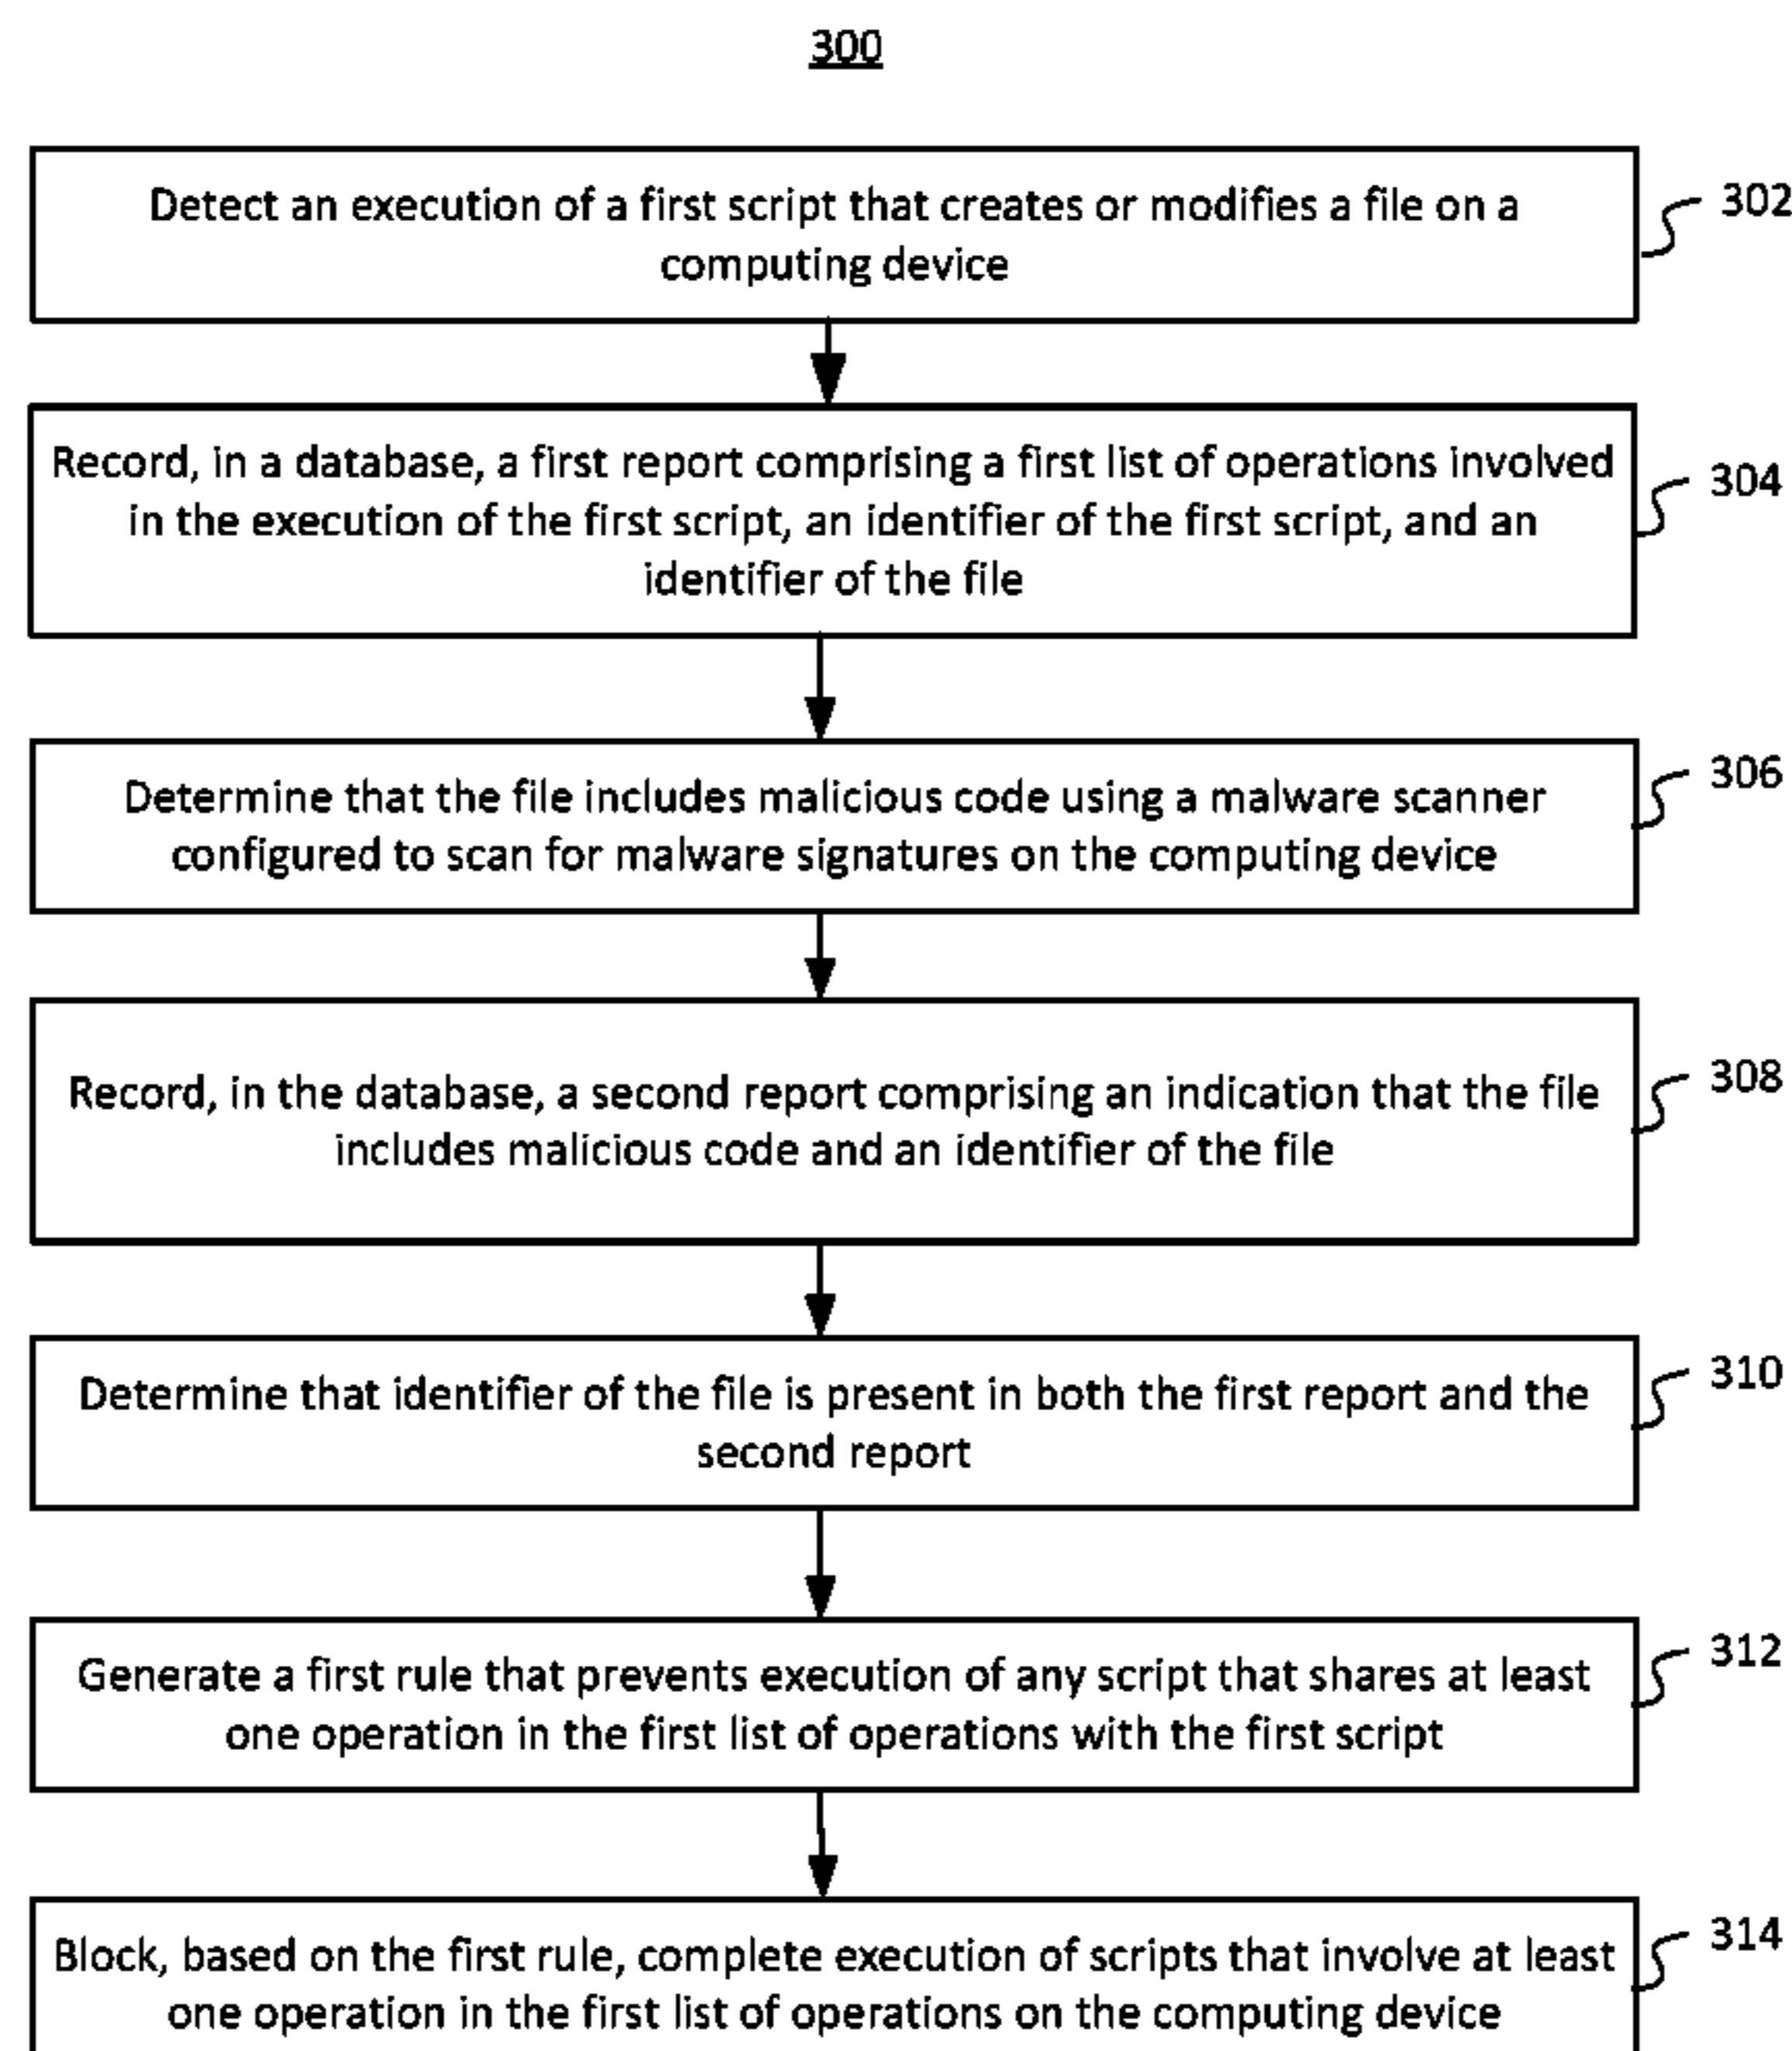 300
Detect an execution of a first script that creates or modifies a file on a
computing device
302
Record, in a database, a first report comprising a first list of operations involved
in the execution of the first script, an identifier of the first script, and an
identifier of the file
304
Determine that the file includes malicious code using a malware scanner
configured to scan for malware signatures on the computing device
306
Record, in the database, a second report comprising an indication that the file
includes malicious code and an identifier of the file
308
Determine that identifier of the file is present in both the first report and the
second report
310
Generate a first rule that prevents execution of any script that shares at least
one operation in the first list of operations with the first script
312
Block, based on the first rule, complete execution of scripts that involve at least
one operation in the first list of operations on the computing device
314